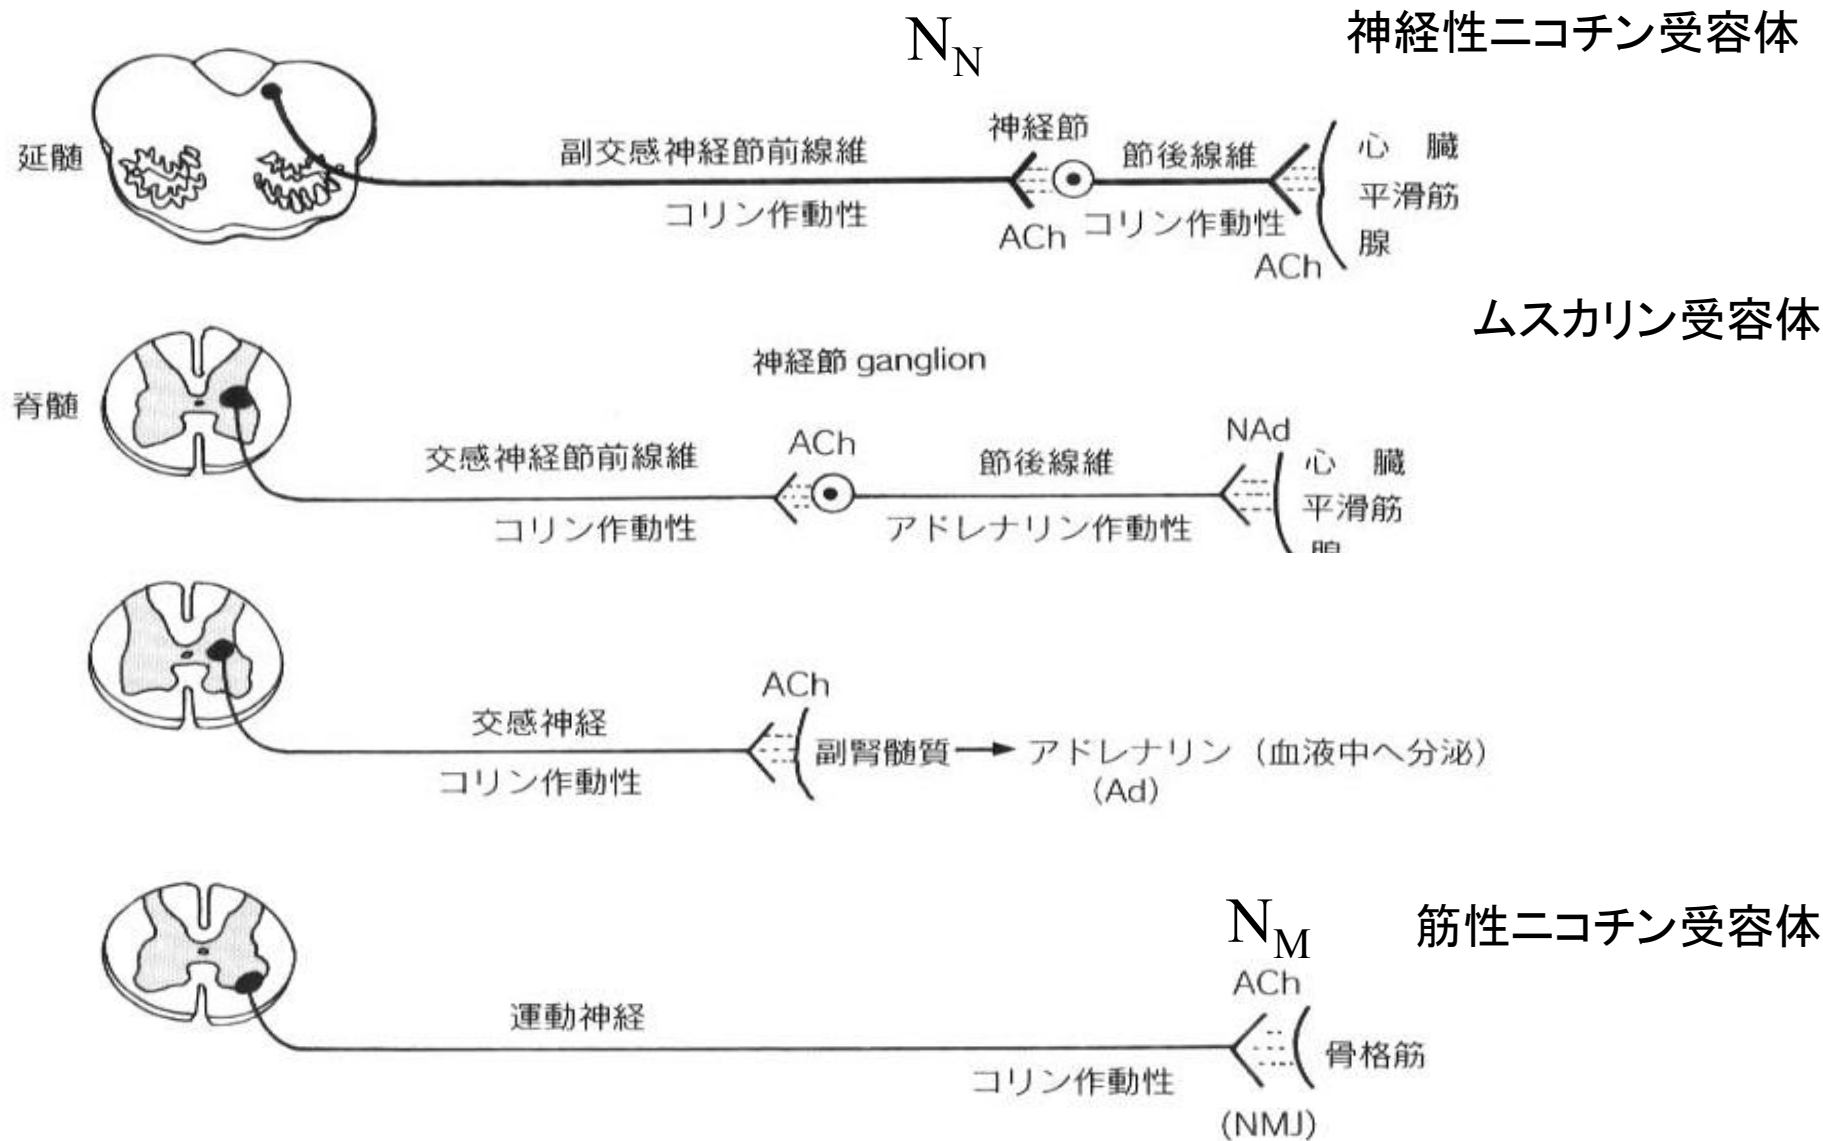 N_N
神経性ニコチン受容体
延髄
副交感神経節前線維
コリン作動性
神経節
ACh
節後線維
コリン作動性
ACh
心 臓
平滑筋
腺
ムスカリン受容体
神経節 ganglion
脊髄
交感神経節前線維
コリン作動性
ACh
節後線維
アドレナリン作動性
NAd
心 臓
平滑筋
交感神経
コリン作動性
ACh
副腎髄質 → アドレナリン（血液中へ分泌）
（Ad）
N_M
筋性ニコチン受容体
運動神経
コリン作動性
ACh
骨格筋
(NMJ)